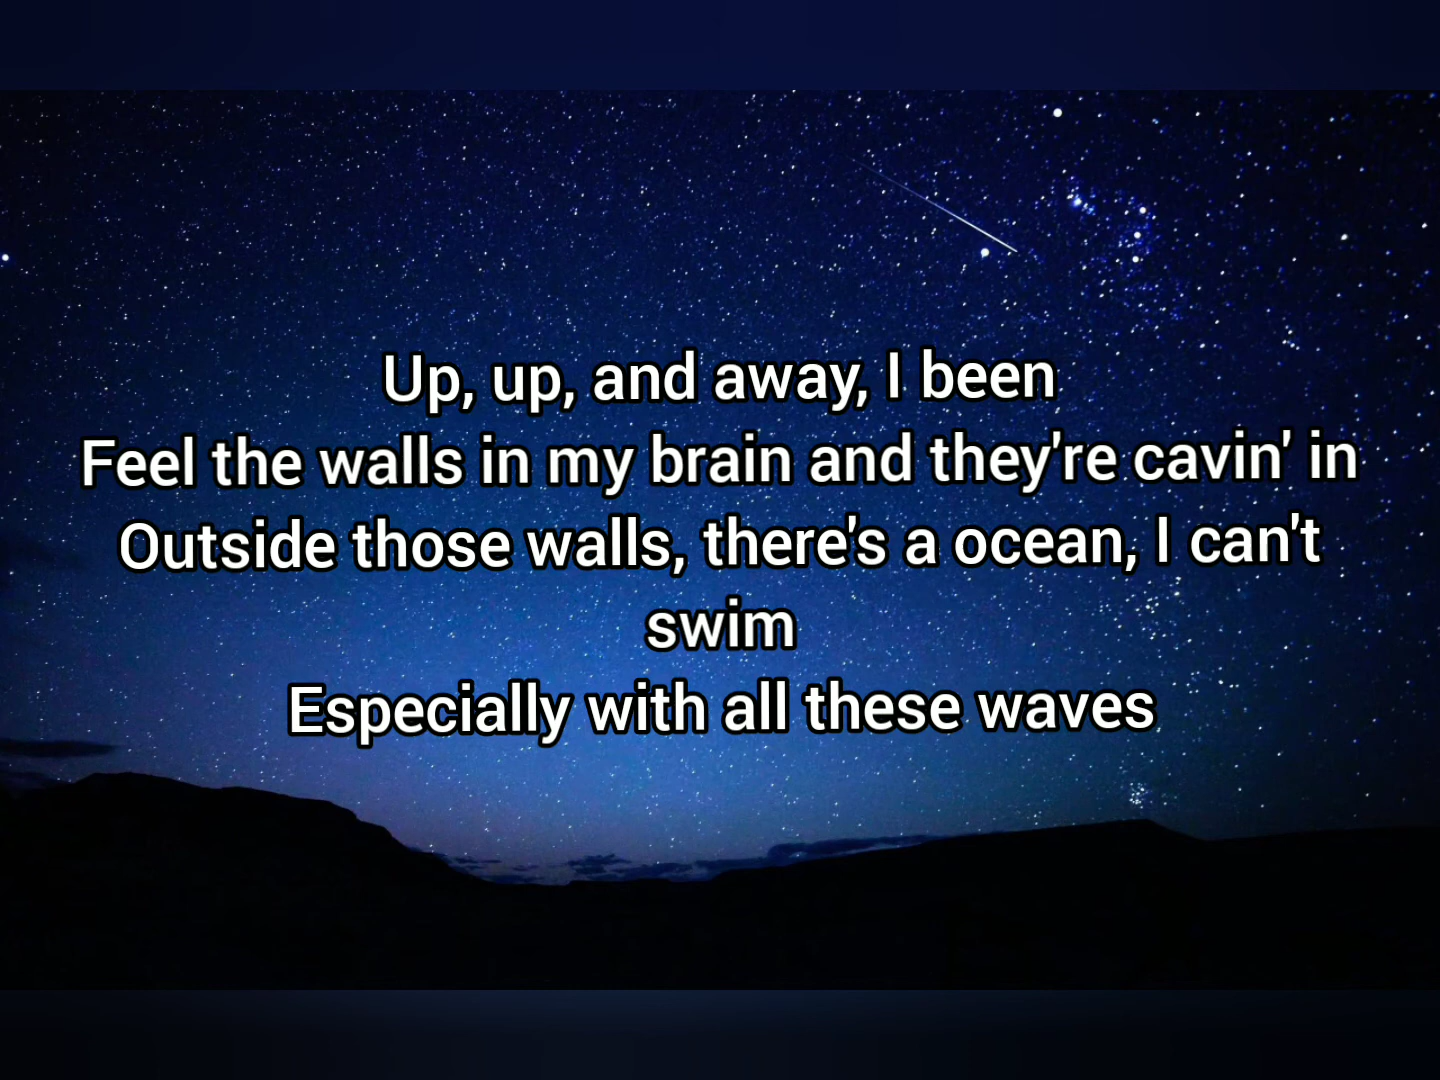 Up, up, and away, I been
Feel the walls in my brain and they're cavin' in
Outside those walls, there's a ocean, I can't
swim
Especially with all these waves